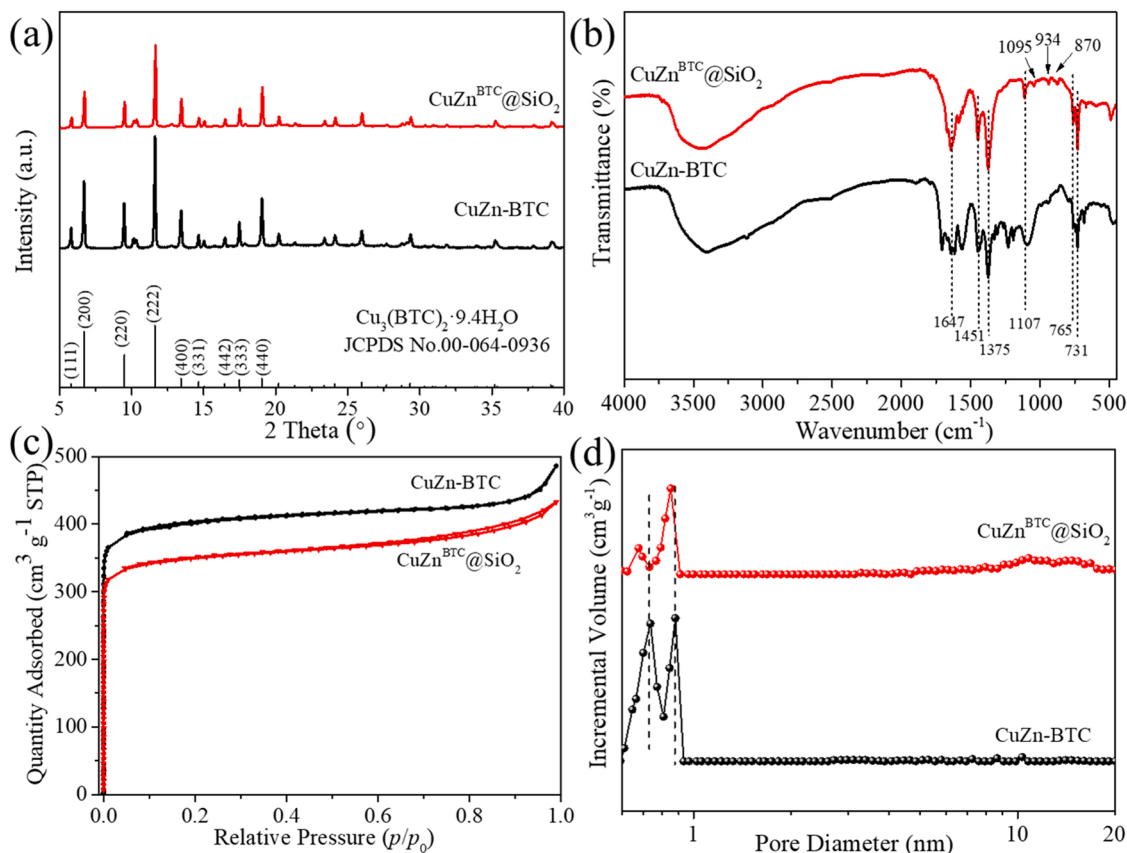 (a)
CuZn^BTC@SiO₂
CuZn-BTC
Intensity (a.u.)
(111)
(200)
(220)
(222)
(400)
(331)
(442)
(333)
(440)
Cu₃(BTC)₂·9.4H₂O
JCPDS No.00-064-0936
5 10 15 20 25 30 35 40
2 Theta (°)
(b)
1095 934 870
CuZn^BTC@SiO₂
CuZn-BTC
Transmittance (%)
1647 1451 1375 1107 765 731
4000 3500 3000 2500 2000 1500 1000 500
Wavenumber (cm⁻¹)
(c)
500
400
300
200
100
0
Quantity Adsorbed (cm³ g⁻¹ STP)
CuZn-BTC
CuZn^BTC@SiO₂
0.0 0.2 0.4 0.6 0.8 1.0
Relative Pressure (p/p₀)
(d)
Incremental Volume (cm³g⁻¹)
CuZn^BTC@SiO₂
CuZn-BTC
1 10 20
Pore Diameter (nm)